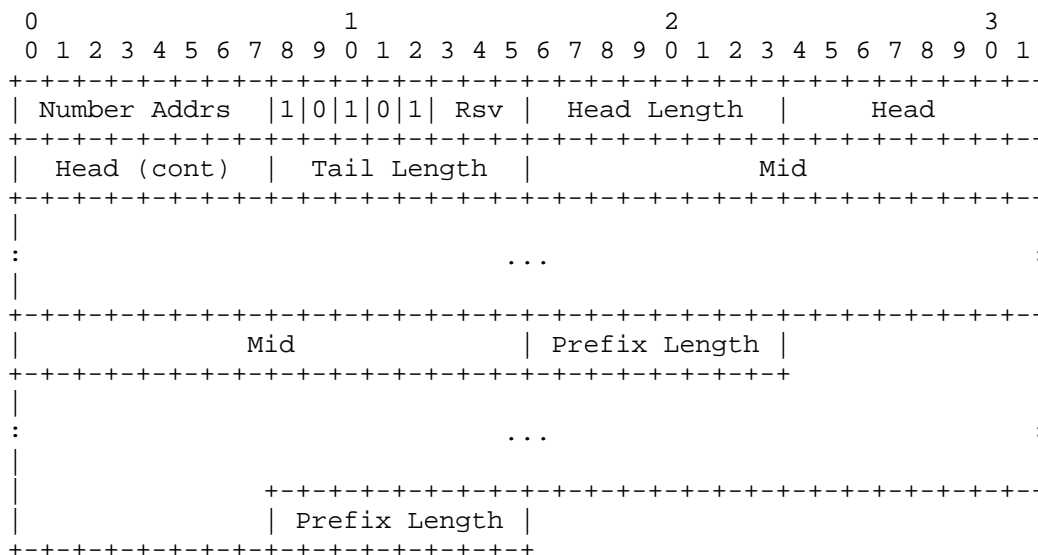 0                   1                   2                   3
 0 1 2 3 4 5 6 7 8 9 0 1 2 3 4 5 6 7 8 9 0 1 2 3 4 5 6 7 8 9 0 1
+-+-+-+-+-+-+-+-+-+-+-+-+-+-+-+-+-+-+-+-+-+-+-+-+-+-+-+-+-+-+-+--
| Number Addrs  |1|0|1|0|1| Rsv |  Head Length  |     Head
+-+-+-+-+-+-+-+-+-+-+-+-+-+-+-+-+-+-+-+-+-+-+-+-+-+-+-+-+-+-+-+--
|  Head (cont)  |  Tail Length  |              Mid
+-+-+-+-+-+-+-+-+-+-+-+-+-+-+-+-+-+-+-+-+-+-+-+-+-+-+-+-+-+-+-+--
|
:                              ...                               :
|
+-+-+-+-+-+-+-+-+-+-+-+-+-+-+-+-+-+-+-+-+-+-+-+-+-+-+-+-+-+-+-+--
|              Mid              | Prefix Length |
+-+-+-+-+-+-+-+-+-+-+-+-+-+-+-+-+-+-+-+-+-+-+-+-+
|
:                              ...                               :
|
|               +-+-+-+-+-+-+-+-+-+-+-+-+-+-+-+-+-+-+-+-+-+-+-+--
|               | Prefix Length |
+-+-+-+-+-+-+-+-+-+-+-+-+-+-+-+-+